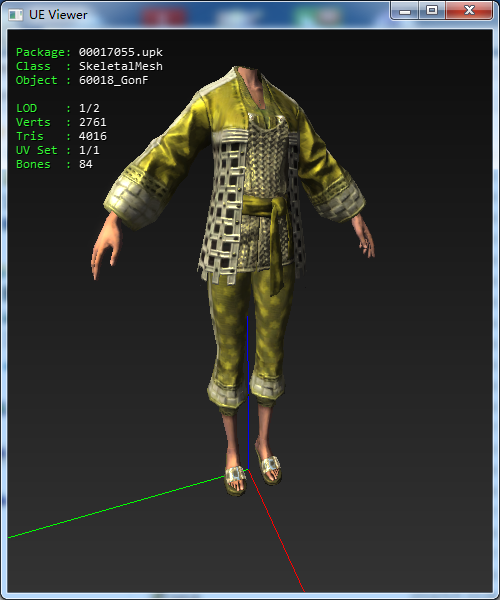 UE Viewer
Package: 00017055.upk
Class : SkeletalMesh
Object : 60018_GonF
LOD : 1/2
Verts : 2761
Tris : 4016
UV Set : 1/1
Bones : 84